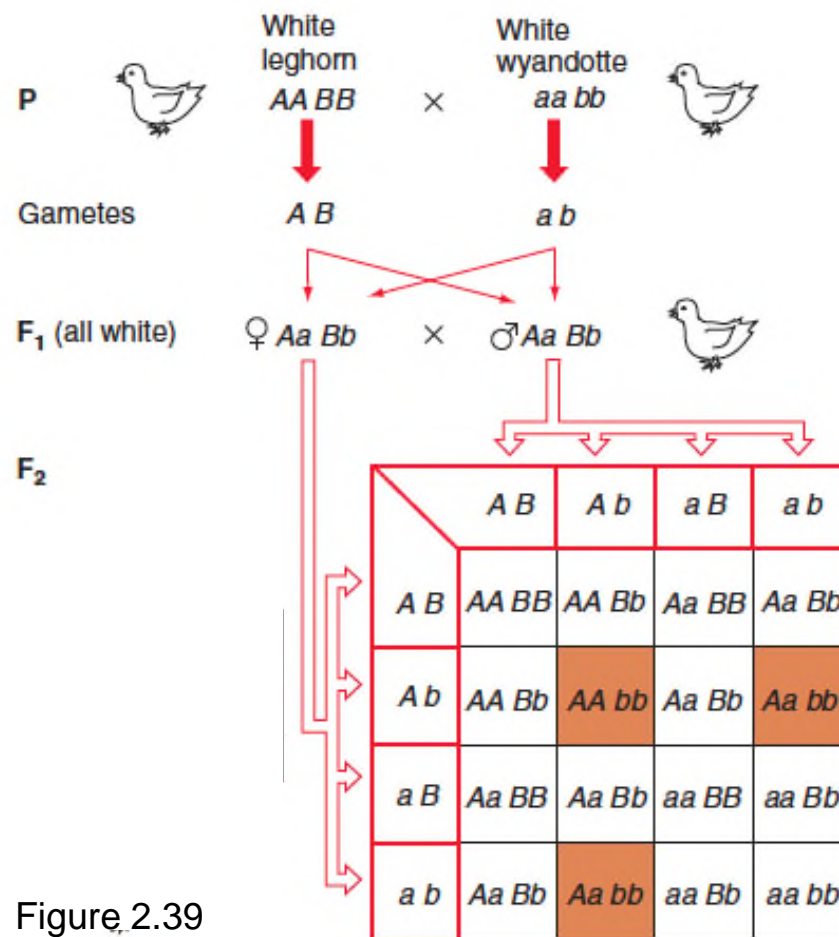 White leghorn
White wyandotte
P AA BB × aa bb
Gametes A B a b
F₁ (all white) ♀ Aa Bb × ♂ Aa Bb
F₂
A B A b a B a b
A B AA BB AA Bb Aa BB Aa Bb
A b AA Bb AA bb Aa Bb Aa bb
a B Aa BB Aa Bb aa BB aa Bb
a b Aa Bb Aa bb aa Bb aa bb
Figure 2.39